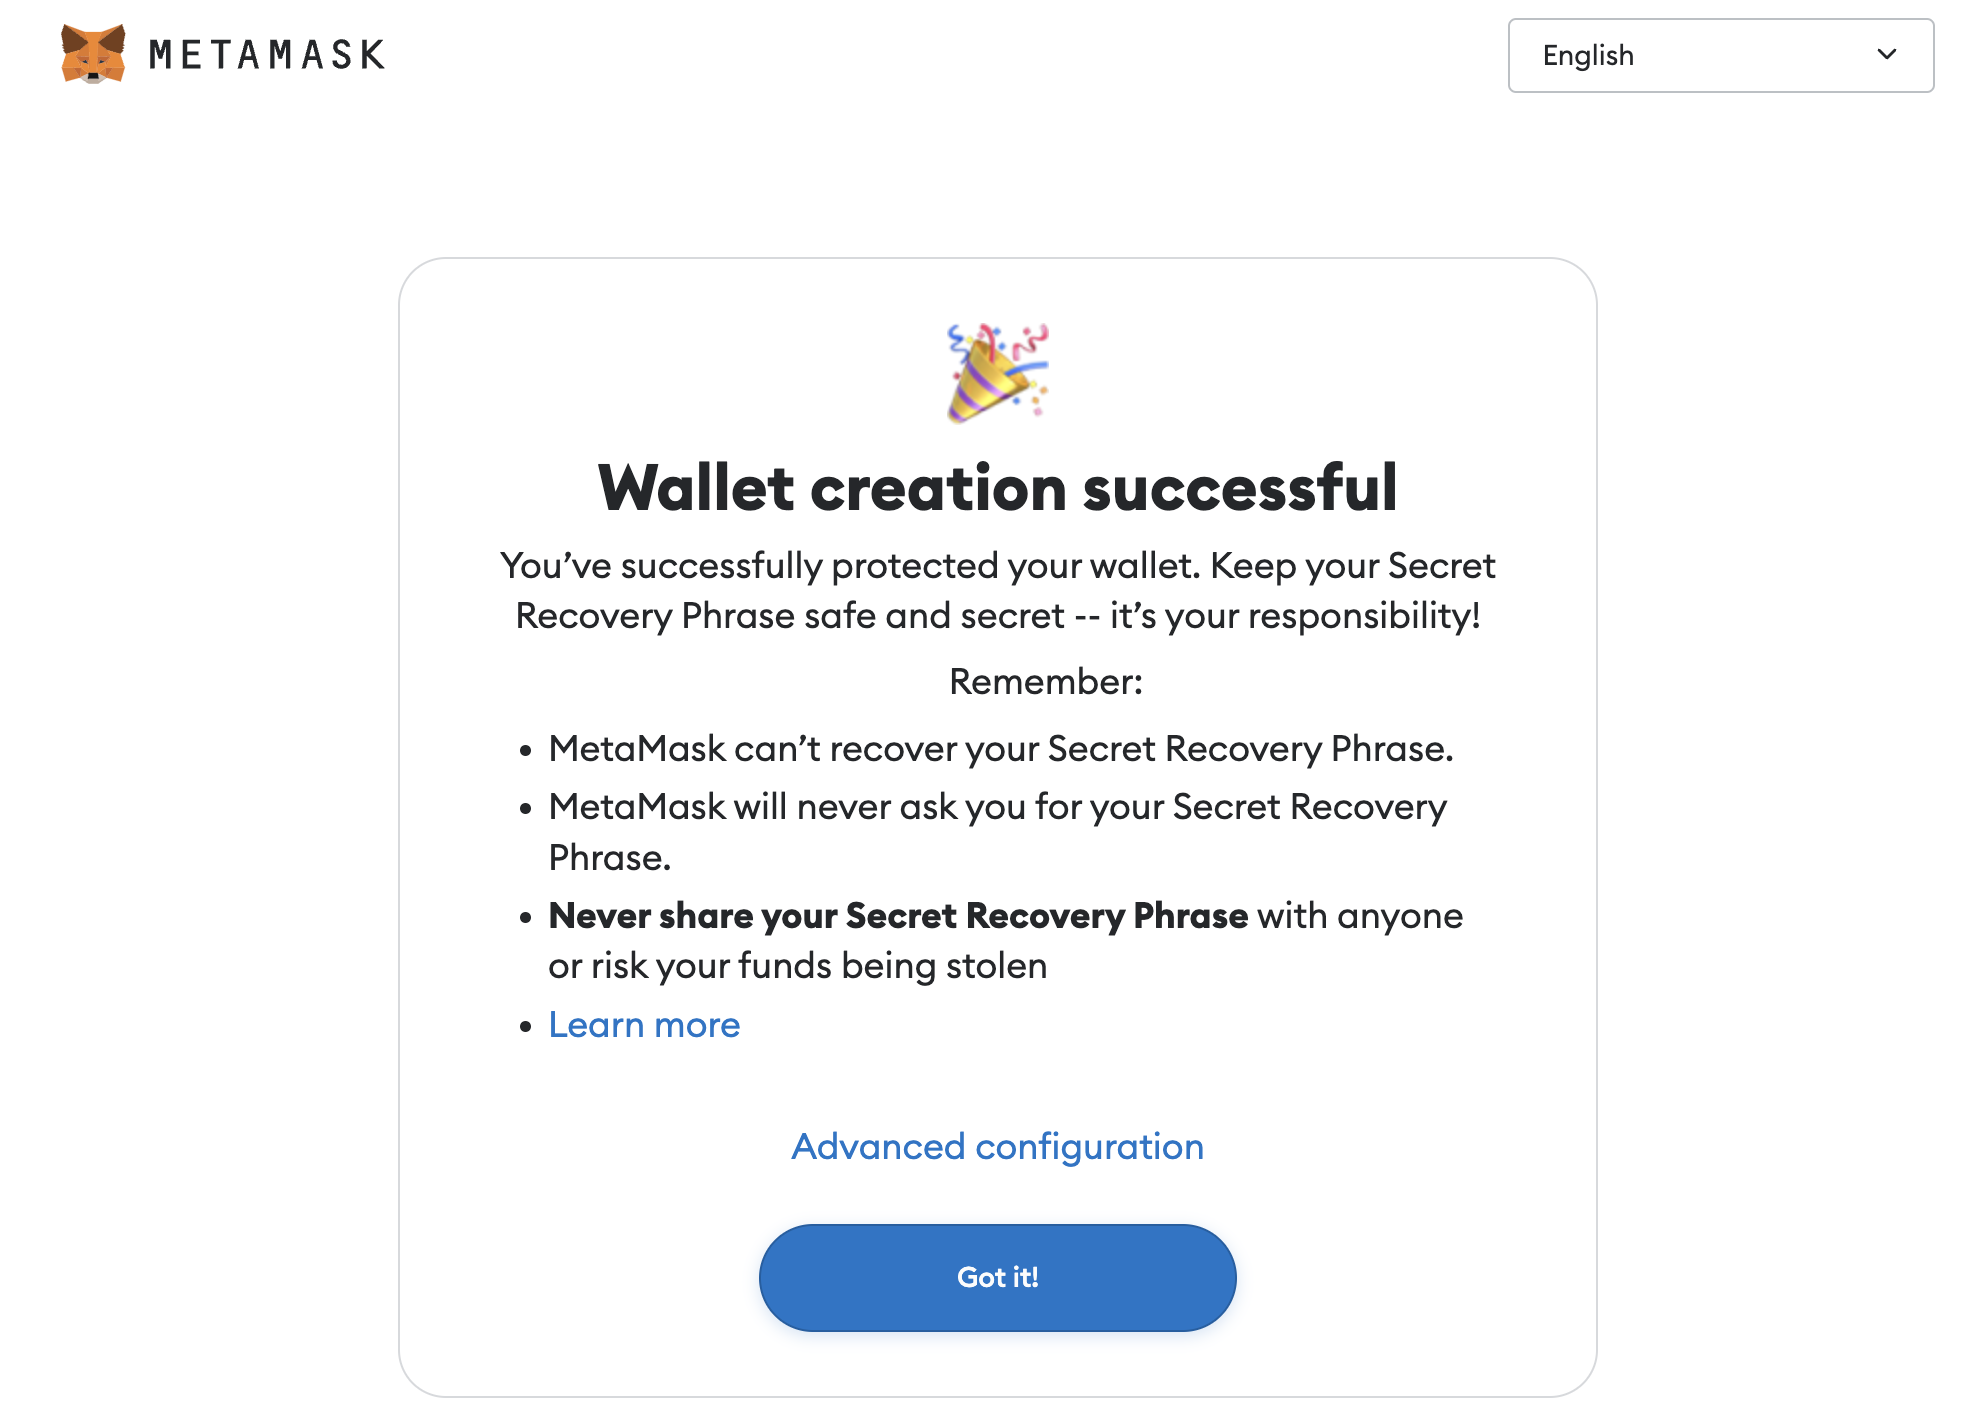 METAMASK
English
Wallet creation successful
You’ve successfully protected your wallet. Keep your Secret
Recovery Phrase safe and secret -- it’s your responsibility!
Remember:
• MetaMask can’t recover your Secret Recovery Phrase.
• MetaMask will never ask you for your Secret Recovery
Phrase.
• Never share your Secret Recovery Phrase with anyone
or risk your funds being stolen
• Learn more
Advanced configuration
Got it!